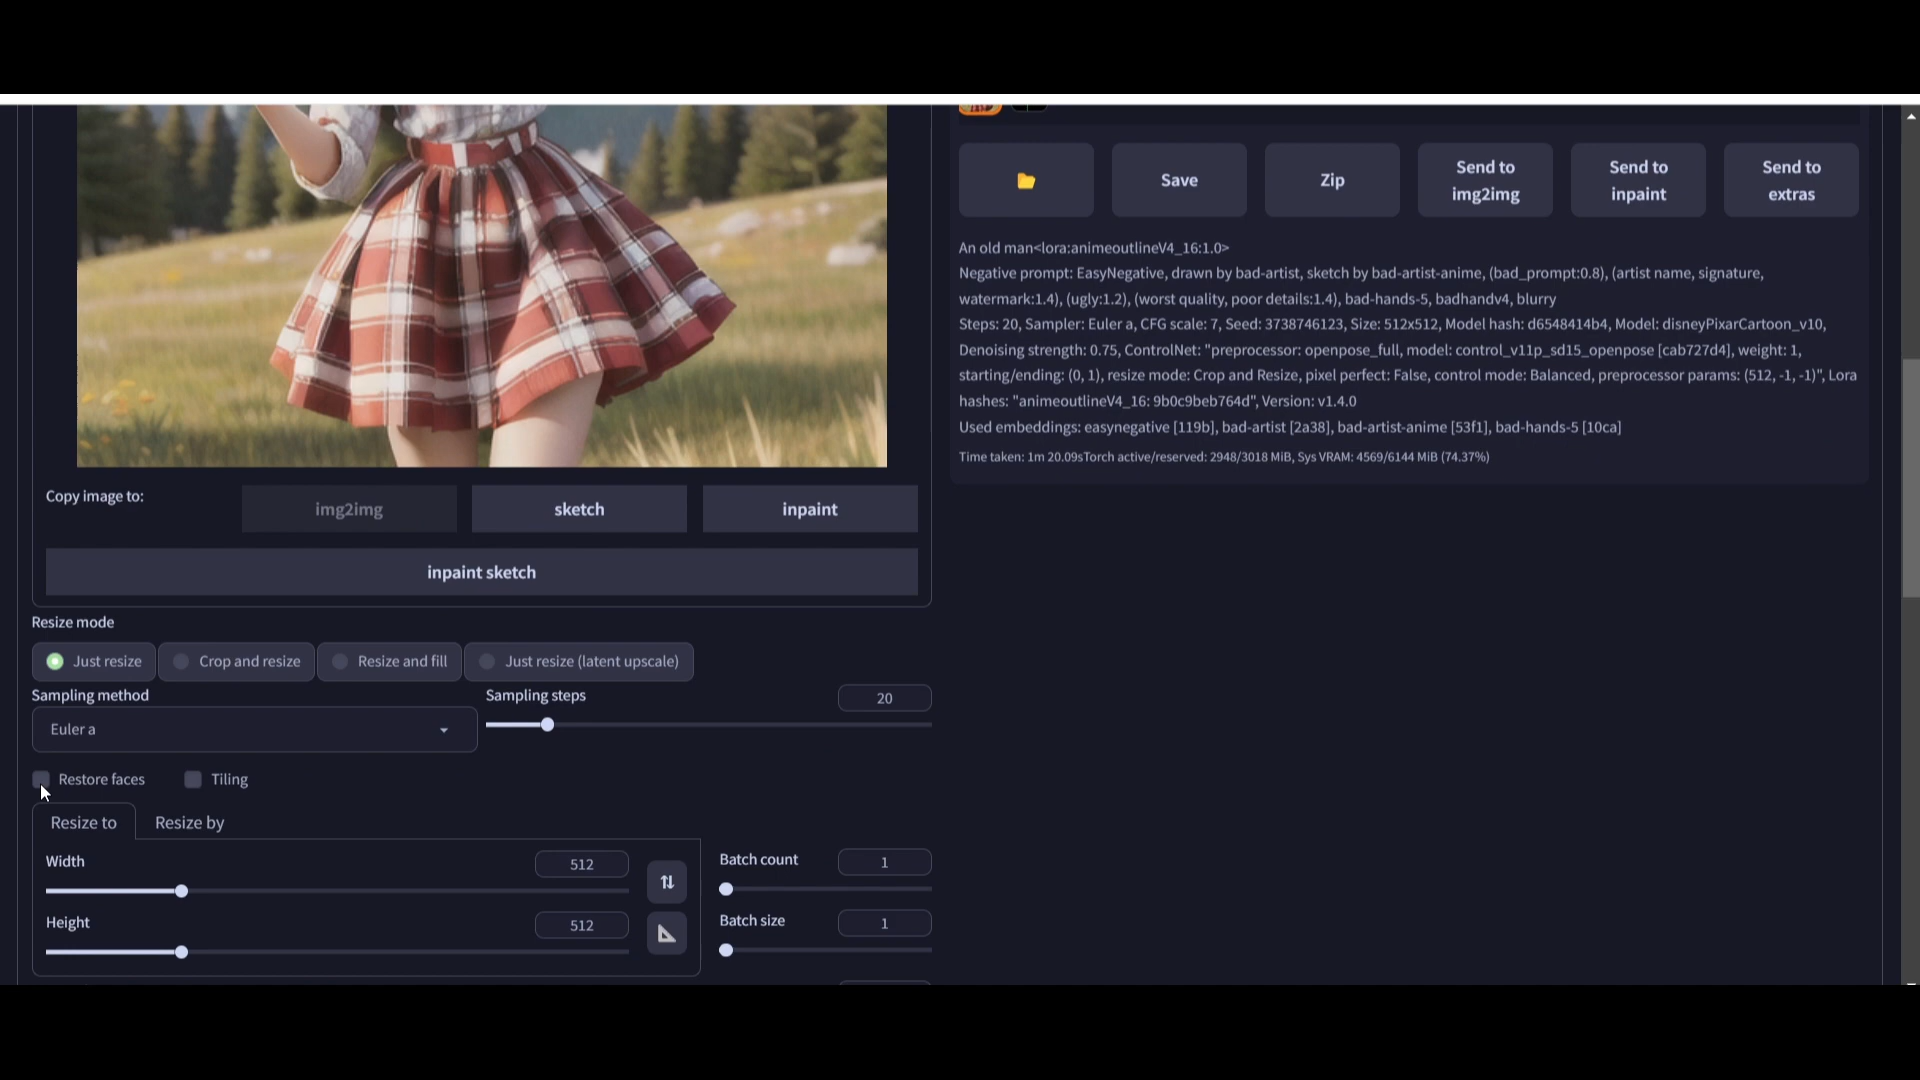 Save
Zip
Send to
img2img
Send to
inpaint
Send to
extras
An old man<lora:animeoutlineV4_16:1.0>
Negative prompt: EasyNegative, drawn by bad-artist, sketch by bad-artist-anime, (bad_prompt:0.8), (artist name, signature,
watermark:1.4), (ugly:1.2), (worst quality, poor details:1.4), bad-hands-5, badhandv4, blurry
Steps: 20, Sampler: Euler a, CFG scale: 7, Seed: 3738746123, Size: 512x512, Model hash: d6548414b4, Model: disneyPixarCartoon_v10,
Denoising strength: 0.75, ControlNet: "preprocessor: openpose_full, model: control_v11p_sd15_openpose [cab727d4], weight: 1,
starting/ending: (0, 1), resize mode: Crop and Resize, pixel perfect: False, control mode: Balanced, preprocessor params: (512, -1, -1)", Lora
hashes: "animeoutlineV4_16: 9b0c9beb764d", Version: v1.4.0
Used embeddings: easynegative [119b], bad-artist [2a38], bad-artist-anime [53f1], bad-hands-5 [10ca]
Time taken: 1m 20.09sTorch active/reserved: 2948/3018 MiB, Sys VRAM: 4569/6144 MiB (74.37%)
Copy image to:
img2img
sketch
inpaint
inpaint sketch
Resize mode
Just resize
Crop and resize
Resize and fill
Just resize (latent upscale)
Sampling method
Euler a
Sampling steps
20
Restore faces
Tiling
Resize to
Resize by
Width
512
Height
512
Batch count
1
Batch size
1